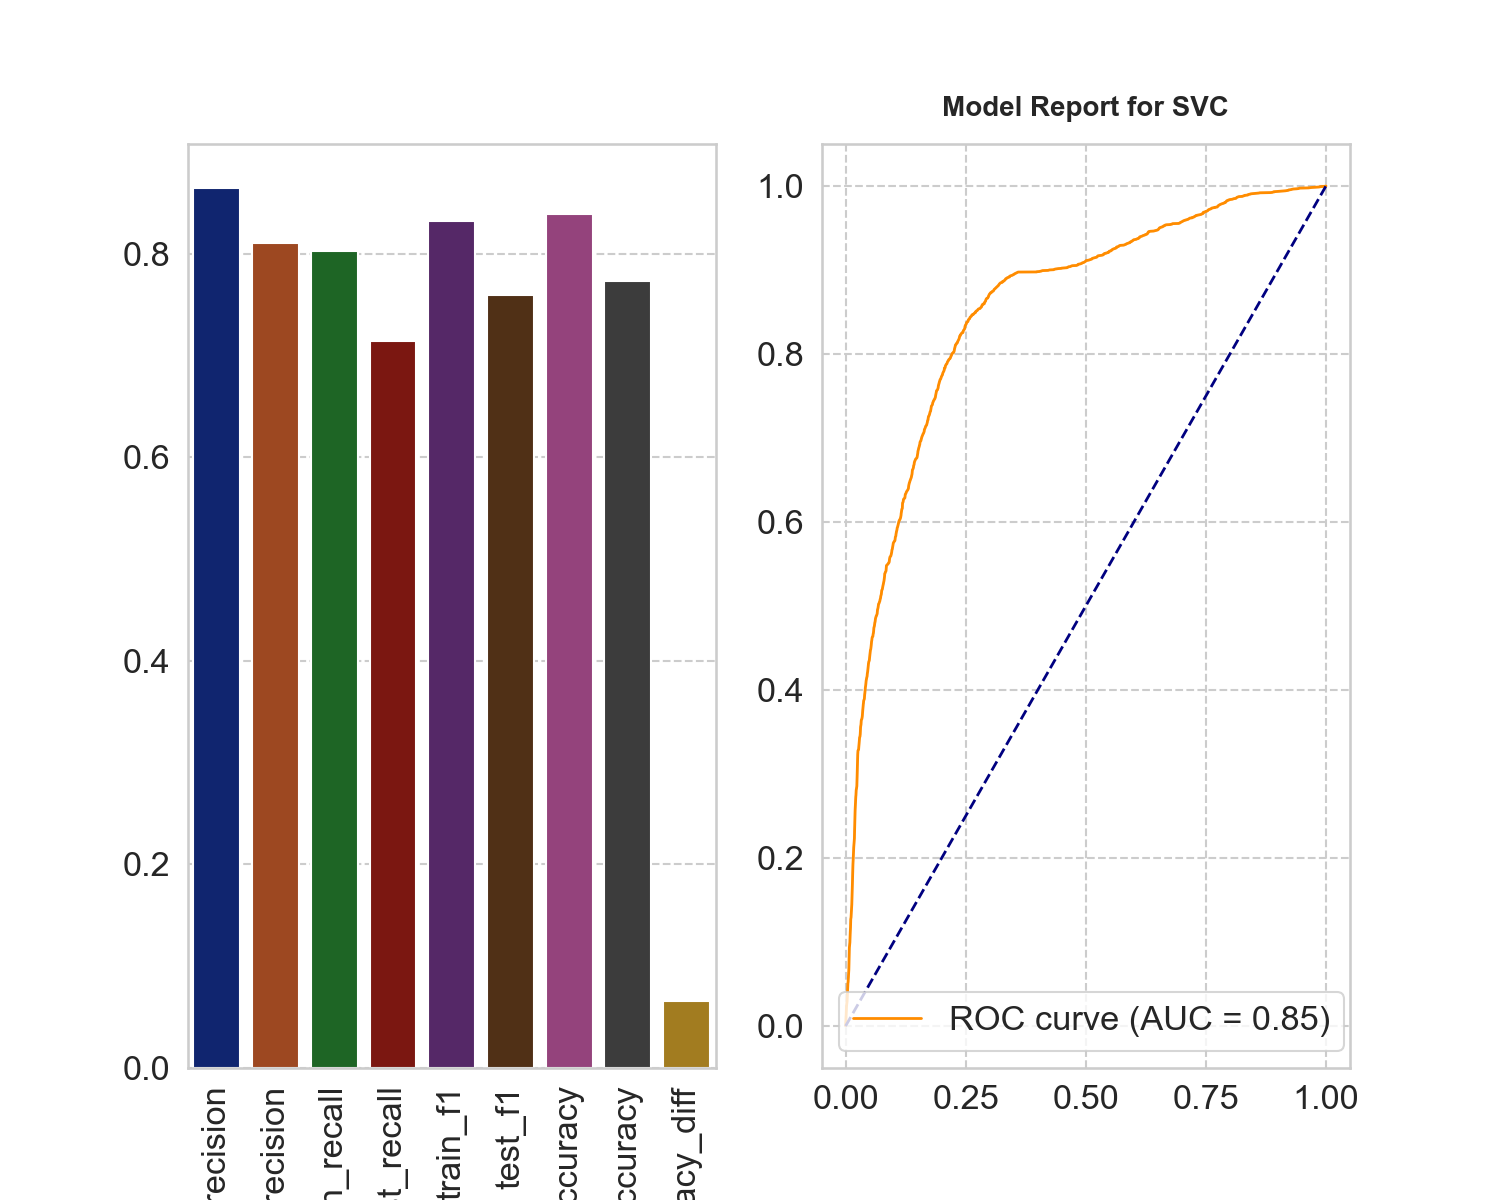 Model Report for SVC
0.8
0.6
0.4
0.2
0.0
recision
recision
n_recall
t_recall
train_f1
test_f1
ccuracy
ccuracy
acy_diff
1.0
0.8
0.6
0.4
0.2
0.0
ROC curve (AUC = 0.85)
0.00 0.25 0.50 0.75 1.00